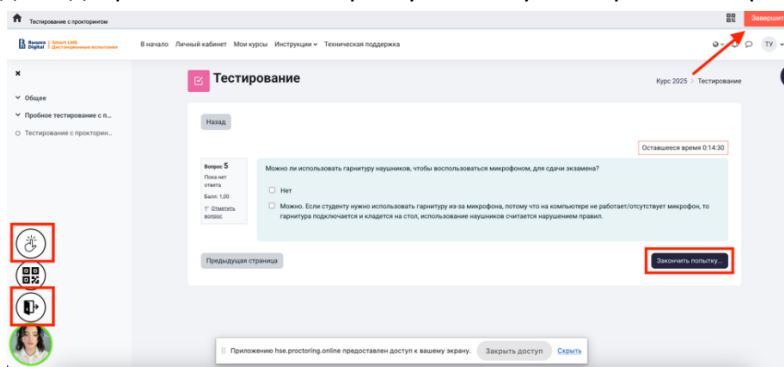 Тестирование с прокторингом
Завершит
Вышка Digital
Smart LMS
Дистанционные испытания
В начало Личный кабинет Мои курсы Инструкции Техническая поддержка
ТУ
Общее
Пробное тестирование с п...
Тестирование с прокторин...
Тестирование
Курс 2025 Тестирование
Назад
Оставшееся время 0:14:30
Вопрос 5
Пока нет
ответа
Балл: 1,00
Отметить
вопрос
Можно ли использовать гарнитуру наушников, чтобы воспользоваться микрофоном, для сдачи экзамена?
Нет
Можно. Если студенту нужно использовать гарнитуру из-за микрофона, потому что на компьютере не работает/отсутствует микрофон, то
гарнитура подключается и кладется на стол, использование наушников считается нарушением правил.
Предыдущая страница
Закончить попытку...
Приложению hse.proctoring.online предоставлен доступ к вашему экрану.
Закрыть доступ
Скрыть